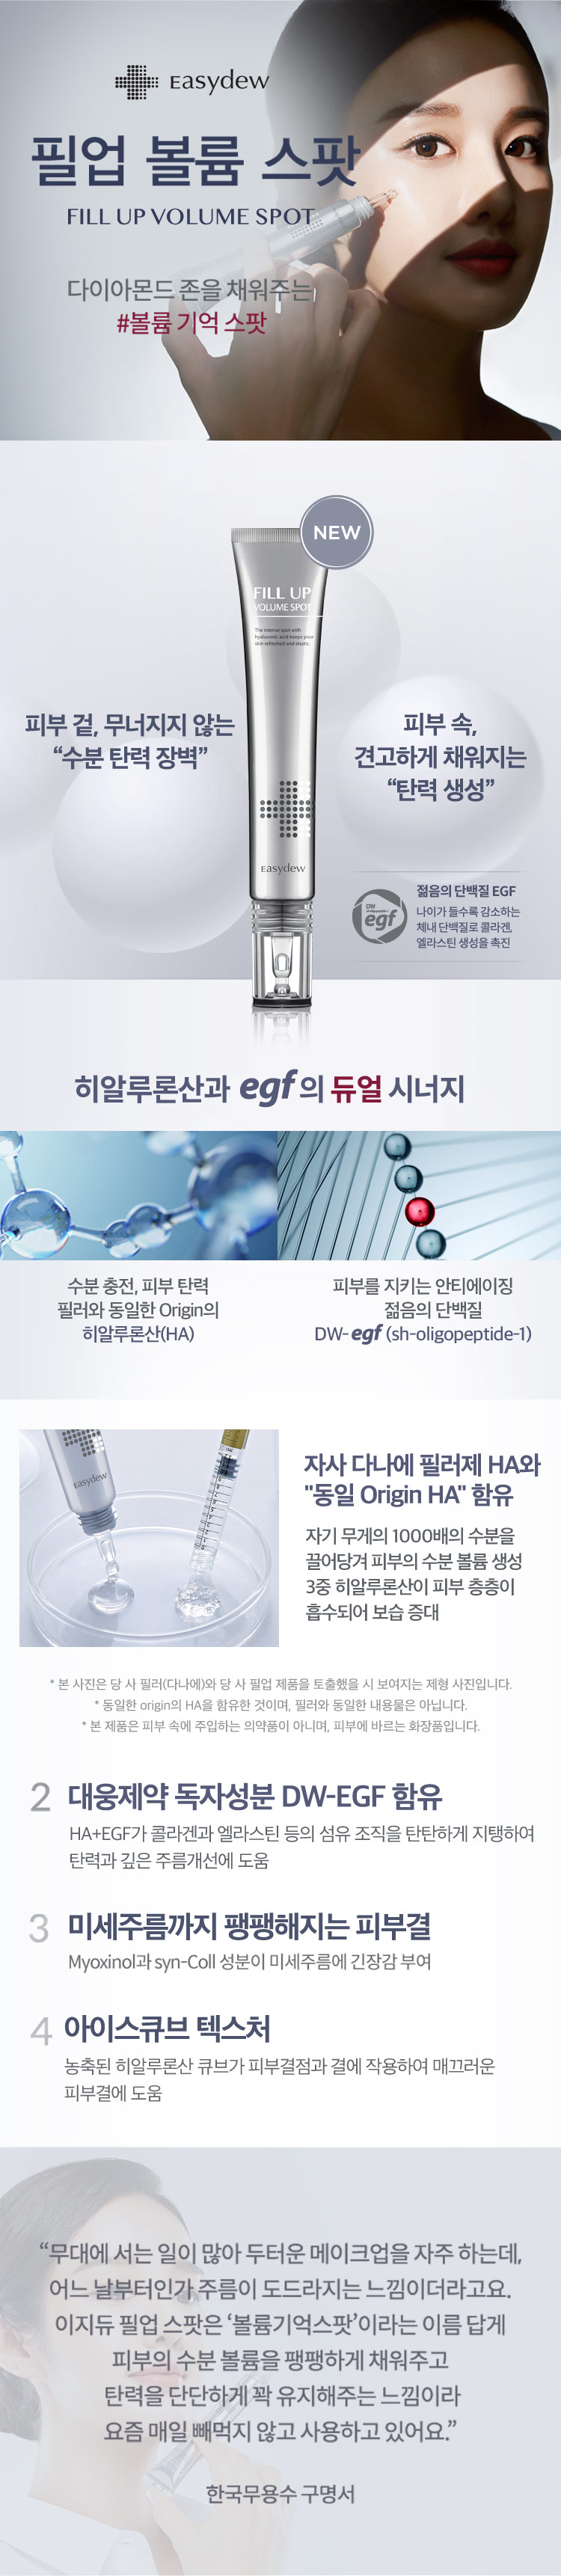 Easydew
필업 볼륨 스팟
FILL UP VOLUME SPOT
다이아몬드 존을 채워주는
#볼륨 기억 스팟
NEW
FILL UP
VOLUME SPOT
The intense spot with
hyaluronic acid keeps your
skin refreshed and elastic.
피부 겉, 무너지지 않는
“수분 탄력 장벽”
피부 속,
견고하게 채워지는
“탄력 생성”
Easydew
DW
egf
젊음의 단백질 EGF
나이가 들수록 감소하는
체내 단백질로 콜라겐,
엘라스틴 생성을 촉진
히알루론산과 egf의 듀얼 시너지
수분 충전, 피부 탄력
필러와 동일한 Origin의
히알루론산(HA)
피부를 지키는 안티에이징
젊음의 단백질
DW-egf (sh-oligopeptide-1)
Easydew
자사 다나에 필러제 HA와
"동일 Origin HA" 함유
자기 무게의 1000배의 수분을
끌어당겨 피부의 수분 볼륨 생성
3중 히알루론산이 피부 층층이
흡수되어 보습 증대
* 본 사진은 당 사 필러(다나에)와 당 사 필업 제품을 토출했을 시 보여지는 제형 사진입니다.
* 동일한 origin의 HA을 함유한 것이며, 필러와 동일한 내용물은 아닙니다.
* 본 제품은 피부 속에 주입하는 의약품이 아니며, 피부에 바르는 화장품입니다.
2 대웅제약 독자성분 DW-EGF 함유
HA+EGF가 콜라겐과 엘라스틴 등의 섬유 조직을 탄탄하게 지탱하여
탄력과 깊은 주름개선에 도움
3 미세주름까지 팽팽해지는 피부결
Myoxinol과 syn-Coll 성분이 미세주름에 긴장감 부여
4 아이스큐브 텍스처
농축된 히알루론산 큐브가 피부결점과 결에 작용하여 매끄러운
피부결에 도움
“무대에 서는 일이 많아 두터운 메이크업을 자주 하는데,
어느 날부터인가 주름이 도드라지는 느낌이더라고요.
이지듀 필업 스팟은 ‘볼륨기억스팟’이라는 이름 답게
피부의 수분 볼륨을 팽팽하게 채워주고
탄력을 단단하게 꽉 유지해주는 느낌이라
요즘 매일 빼먹지 않고 사용하고 있어요.”
한국무용수 구명서